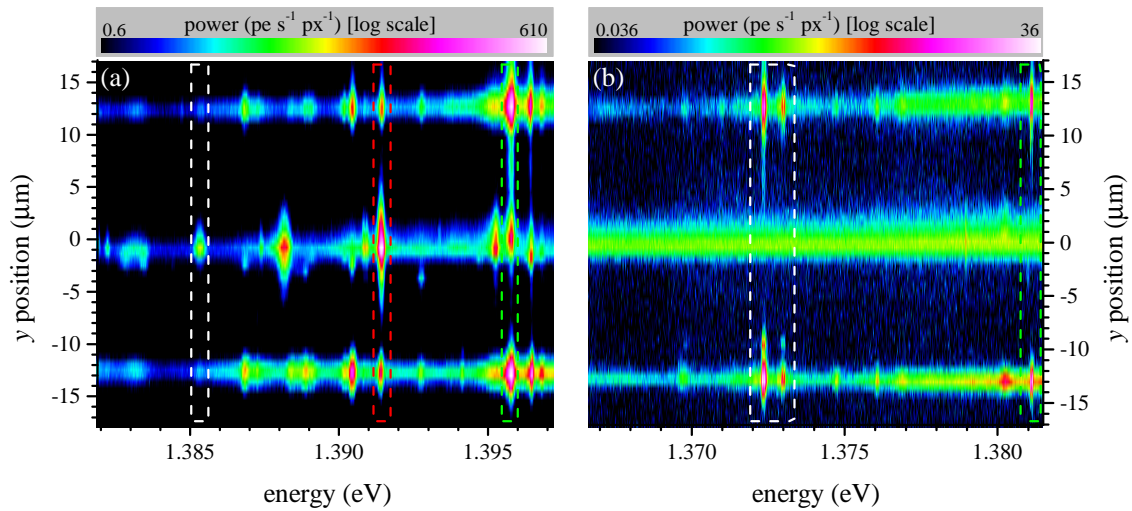 power (pe s⁻¹ px⁻¹) [log scale]
0.6 610
power (pe s⁻¹ px⁻¹) [log scale]
0.036 36
(a)
(b)
15
10
5
0
-5
-10
-15
y position (μm)
15
10
5
0
-5
-10
-15
y position (μm)
1.385 1.390 1.395
energy (eV)
1.370 1.375 1.380
energy (eV)